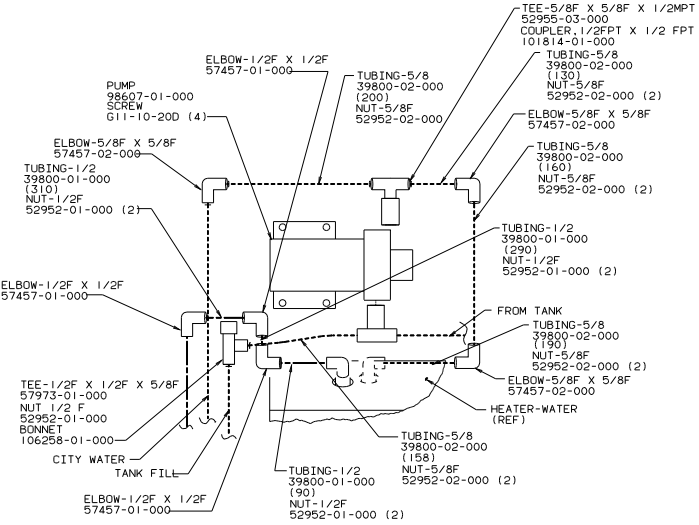 TEE-5/8F X 5/8F X 1/2MPT
52955-03-000
COUPLER,1/2FPT X 1/2 FPT
101814-01-000
ELBOW-1/2F X 1/2F
57457-01-000
TUBING-5/8
39800-02-000
(200)
NUT-5/8F
52952-02-000
TUBING-5/8
39800-02-000
(130)
NUT-5/8F
52952-02-000 (2)
PUMP
98607-01-000
SCREW
G11-10-20D (4)
ELBOW-5/8F X 5/8F
57457-02-000
ELBOW-5/8F X 5/8F
57457-02-000
TUBING-1/2
39800-01-000
(310)
NUT-1/2F
52952-01-000 (2)
TUBING-5/8
39800-02-000
(160)
NUT-5/8F
52952-02-000 (2)
TUBING-1/2
39800-01-000
(290)
NUT-1/2F
52952-01-000 (2)
ELBOW-1/2F X 1/2F
57457-01-000
FROM TANK
TUBING-5/8
39800-02-000
(190)
NUT-5/8F
52952-02-000 (2)
ELBOW-5/8F X 5/8F
57457-02-000
TEE-1/2F X 1/2F X 5/8F
57973-01-000
NUT 1/2 F
52952-01-000
BONNET
106258-01-000
HEATER-WATER
(REF)
CITY WATER
TANK FILL
TUBING-5/8
39800-02-000
(158)
NUT-5/8F
52952-02-000 (2)
TUBING-1/2
39800-01-000
(90)
NUT-1/2F
52952-01-000 (2)
ELBOW-1/2F X 1/2F
57457-01-000